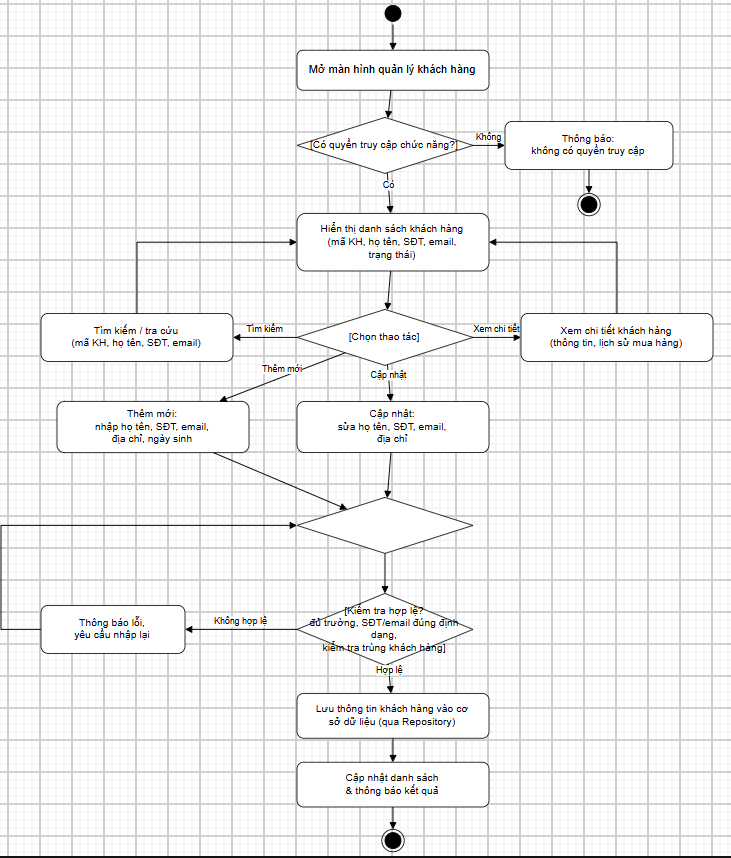 Mở màn hình quản lý khách hàng
[Có quyền truy cập chức năng?]
Không
Thông báo:
không có quyền truy cập
Có
Hiển thị danh sách khách hàng
(mã KH, họ tên, SĐT, email,
trạng thái)
Tìm kiếm / tra cứu
(mã KH, họ tên, SĐT, email)
Tìm kiếm
[Chọn thao tác]
Xem chi tiết
Xem chi tiết khách hàng
(thông tin, lịch sử mua hàng)
Thêm mới
Cập nhật
Thêm mới:
nhập họ tên, SĐT, email,
địa chỉ, ngày sinh
Cập nhật:
sửa họ tên, SĐT, email,
địa chỉ
[Kiểm tra hợp lệ?
đủ trường, SĐT/email đúng định
dạng,
kiểm tra trùng khách hàng]
Không hợp lệ
Thông báo lỗi,
yêu cầu nhập lại
Hợp lệ
Lưu thông tin khách hàng vào cơ
sở dữ liệu (qua Repository)
Cập nhật danh sách
& thông báo kết quả